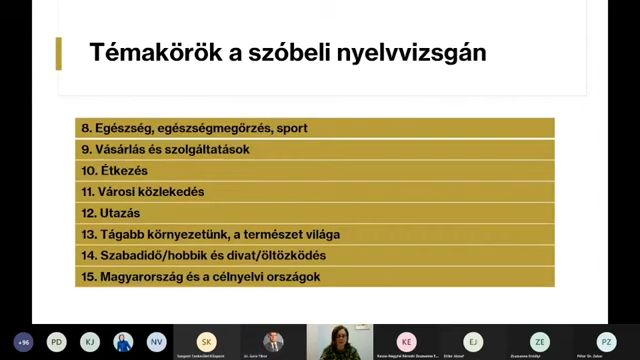 Témakörök a szóbeli nyelvvizsgán
8. Egészség, egészségmegőrzés, sport
9. Vásárlás és szolgáltatások
10. Étkezés
11. Városi közlekedés
12. Utazás
13. Tágabb környezetünk, a természet világa
14. Szabadidő/hobbik és divat/öltözködés
15. Magyarország és a célnyelvi országok
+96
PD
KJ
NV
SK
KE
EJ
ZE
PZ